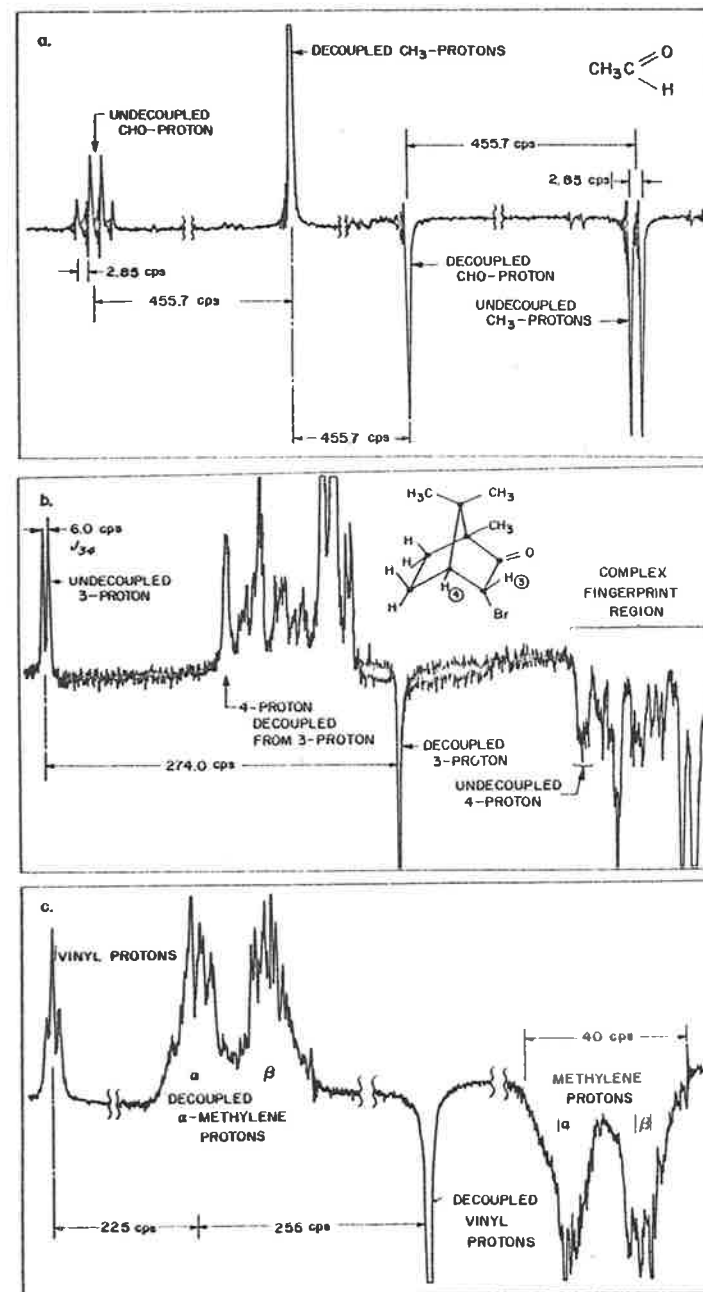 a.
DECOUPLED CH3-PROTONS
CH3C
O
H
UNDECOUPLED
CHO-PROTON
455.7 cps
455.7 cps
2.85 cps
2.85 cps
455.7 cps
DECOUPLED
CHO-PROTON
UNDECOUPLED
CH3-PROTONS
455.7 cps
b.
6.0 cps
J34
UNDECOUPLED
3-PROTON
H3C
CH3
CH3
O
H
H
H
H
④
H
③
Br
COMPLEX
FINGERPRINT
REGION
4-PROTON
DECOUPLED
FROM 3-PROTON
274.0 cps
DECOUPLED
3-PROTON
UNDECOUPLED
4-PROTON
c.
VINYL PROTONS
α
β
DECOUPLED
α-METHYLENE
PROTONS
40 cps
METHYLENE
PROTONS
α
β
225 cps
256 cps
DECOUPLED
VINYL
PROTONS